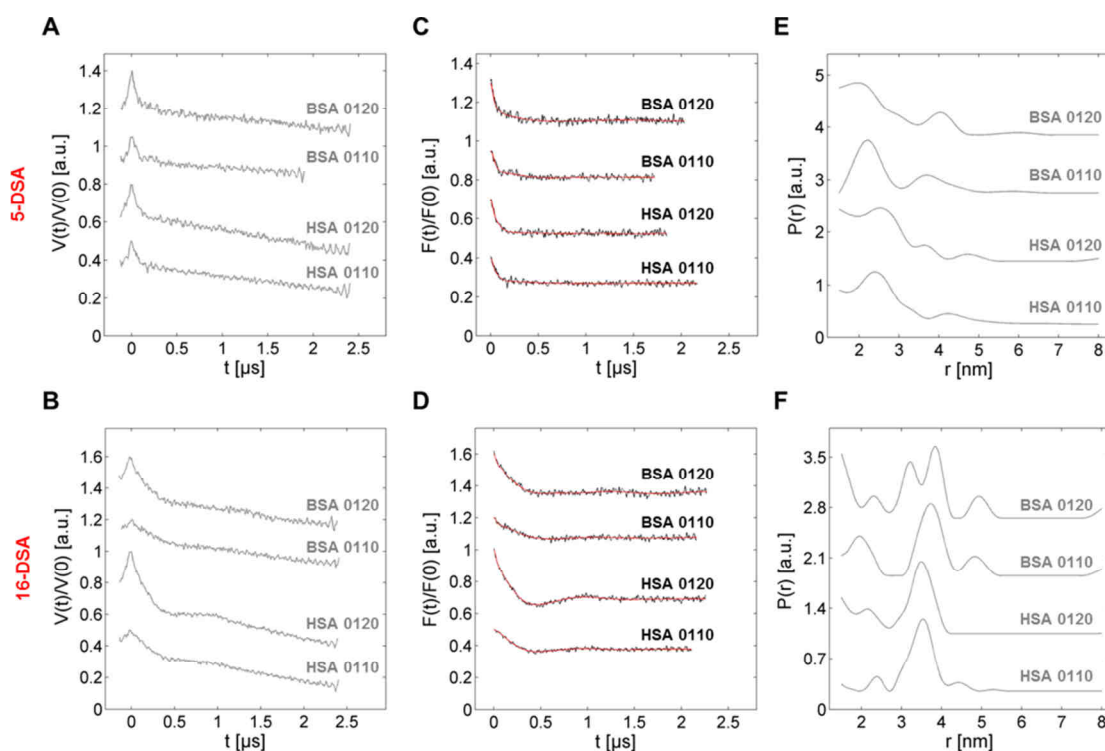 A
C
E
5-DSA
V(t)/V(0) [a.u.]
1.4
1.2
1
0.8
0.6
0.4
0.2
0
BSA 0120
BSA 0110
HSA 0120
HSA 0110
0 0.5 1 1.5 2 2.5
t [µs]
F(t)/F(0) [a.u.]
1.4
1.2
1
0.8
0.6
0.4
0.2
0
BSA 0120
BSA 0110
HSA 0120
HSA 0110
0 0.5 1 1.5 2 2.5
t [µs]
P(r) [a.u.]
5
4
3
2
1
0
BSA 0120
BSA 0110
HSA 0120
HSA 0110
2 3 4 5 6 7 8
r [nm]
B
D
F
16-DSA
V(t)/V(0) [a.u.]
1.6
1.4
1.2
1
0.8
0.6
0.4
0.2
0
BSA 0120
BSA 0110
HSA 0120
HSA 0110
0 0.5 1 1.5 2 2.5
t [µs]
F(t)/F(0) [a.u.]
1.6
1.4
1.2
1
0.8
0.6
0.4
0.2
0
BSA 0120
BSA 0110
HSA 0120
HSA 0110
0 0.5 1 1.5 2 2.5
t [µs]
P(r) [a.u.]
3.5
2.8
2.1
1.4
0.7
0
BSA 0120
BSA 0110
HSA 0120
HSA 0110
2 3 4 5 6 7 8
r [nm]